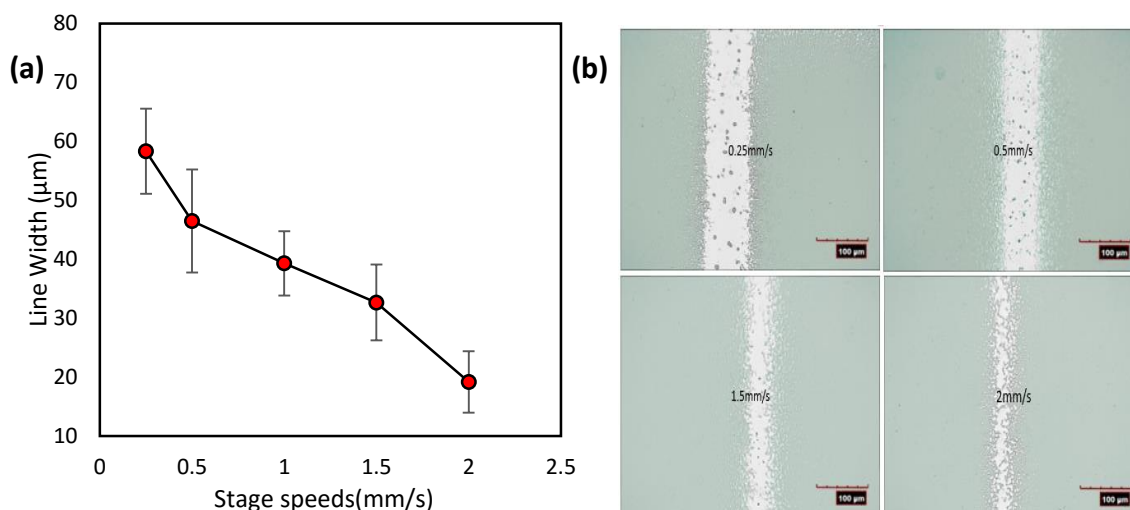 (a)
80
70
60
50
40
30
20
10
0
0.5
1
1.5
2
2.5
Line Width (µm)
Stage speeds(mm/s)
(b)
0.25mm/s
100 µm
0.5mm/s
100 µm
1.5mm/s
100 µm
2mm/s
100 µm